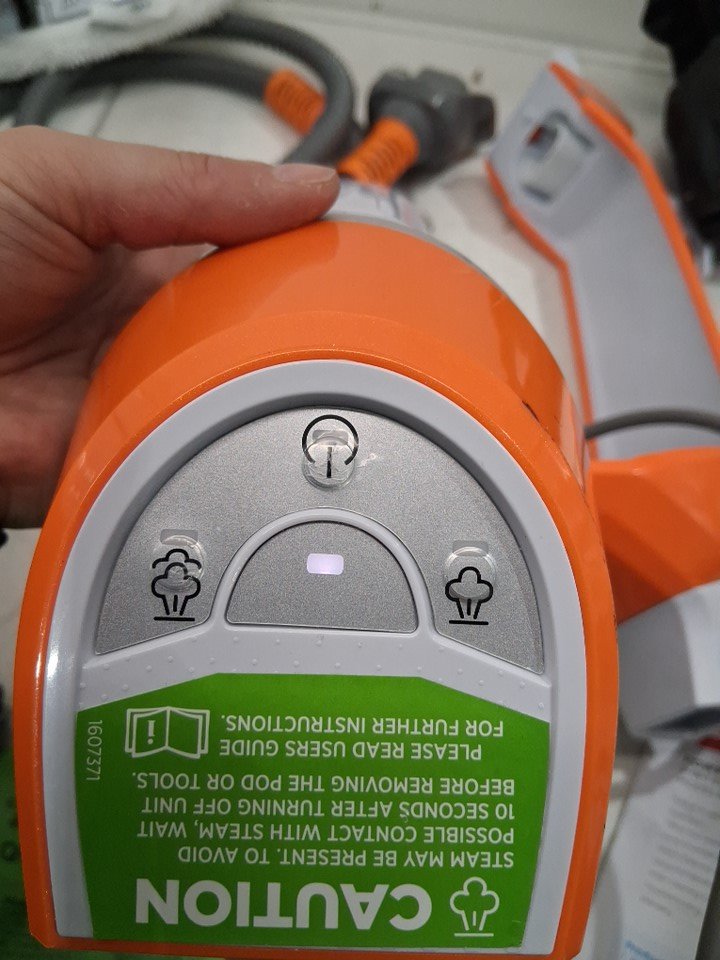 CAUTION
STEAM MAY BE PRESENT. TO AVOID
POSSIBLE CONTACT WITH STEAM, WAIT
10 SECONDS AFTER TURNING OFF UNIT
BEFORE REMOVING THE POD OR TOOLS.
PLEASE READ USERS GUIDE
FOR FURTHER INSTRUCTIONS.
1607371